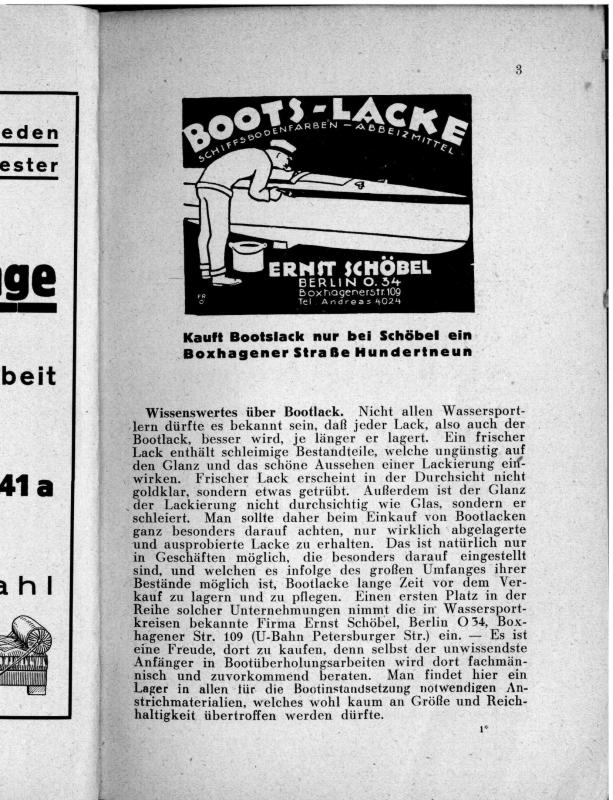 eden
ester
ge
beit
41 a
ahl
3
BOOTS-LACKE
SCHIFFSBODENFARBEN – ABBEIZMITTEL
ERNST SCHÖBEL
BERLIN O. 34
Boxhagenerstr. 109
Tel. Andreas 4024
FR
O
Kauft Bootslack nur bei Schöbel ein
Boxhagener Straße Hundertneun
Wissenswertes über Bootlack. Nicht allen Wassersport-
lern dürfte es bekannt sein, daß jeder Lack, also auch der
Bootlack, besser wird, je länger er lagert. Ein frischer
Lack enthält schleimige Bestandteile, welche ungünstig auf
den Glanz und das schöne Aussehen einer Lackierung ein-
wirken. Frischer Lack erscheint in der Durchsicht nicht
goldklar, sondern etwas getrübt. Außerdem ist der Glanz
der Lackierung nicht durchsichtig wie Glas, sondern er
schleiert. Man sollte daher beim Einkauf von Bootlacken
ganz besonders darauf achten, nur wirklich abgelagerte
und ausprobierte Lacke zu erhalten. Das ist natürlich nur
in Geschäften möglich, die besonders darauf eingestellt
sind, und welchen es infolge des großen Umfanges ihrer
Bestände möglich ist, Bootlacke lange Zeit vor dem Ver-
kauf zu lagern und zu pflegen. Einen ersten Platz in der
Reihe solcher Unternehmungen nimmt die in Wassersport-
kreisen bekannte Firma Ernst Schöbel, Berlin O 34, Box-
hagener Str. 109 (U-Bahn Petersburger Str.) ein. — Es ist
eine Freude, dort zu kaufen, denn selbst der unwissendste
Anfänger in Bootüberholungsarbeiten wird dort fachmän-
nisch und zuvorkommend beraten. Man findet hier ein
Lager in allen für die Bootinstandsetzung notwendigen An-
strichmaterialien, welches wohl kaum an Größe und Reich-
haltigkeit übertroffen werden dürfte.
1*